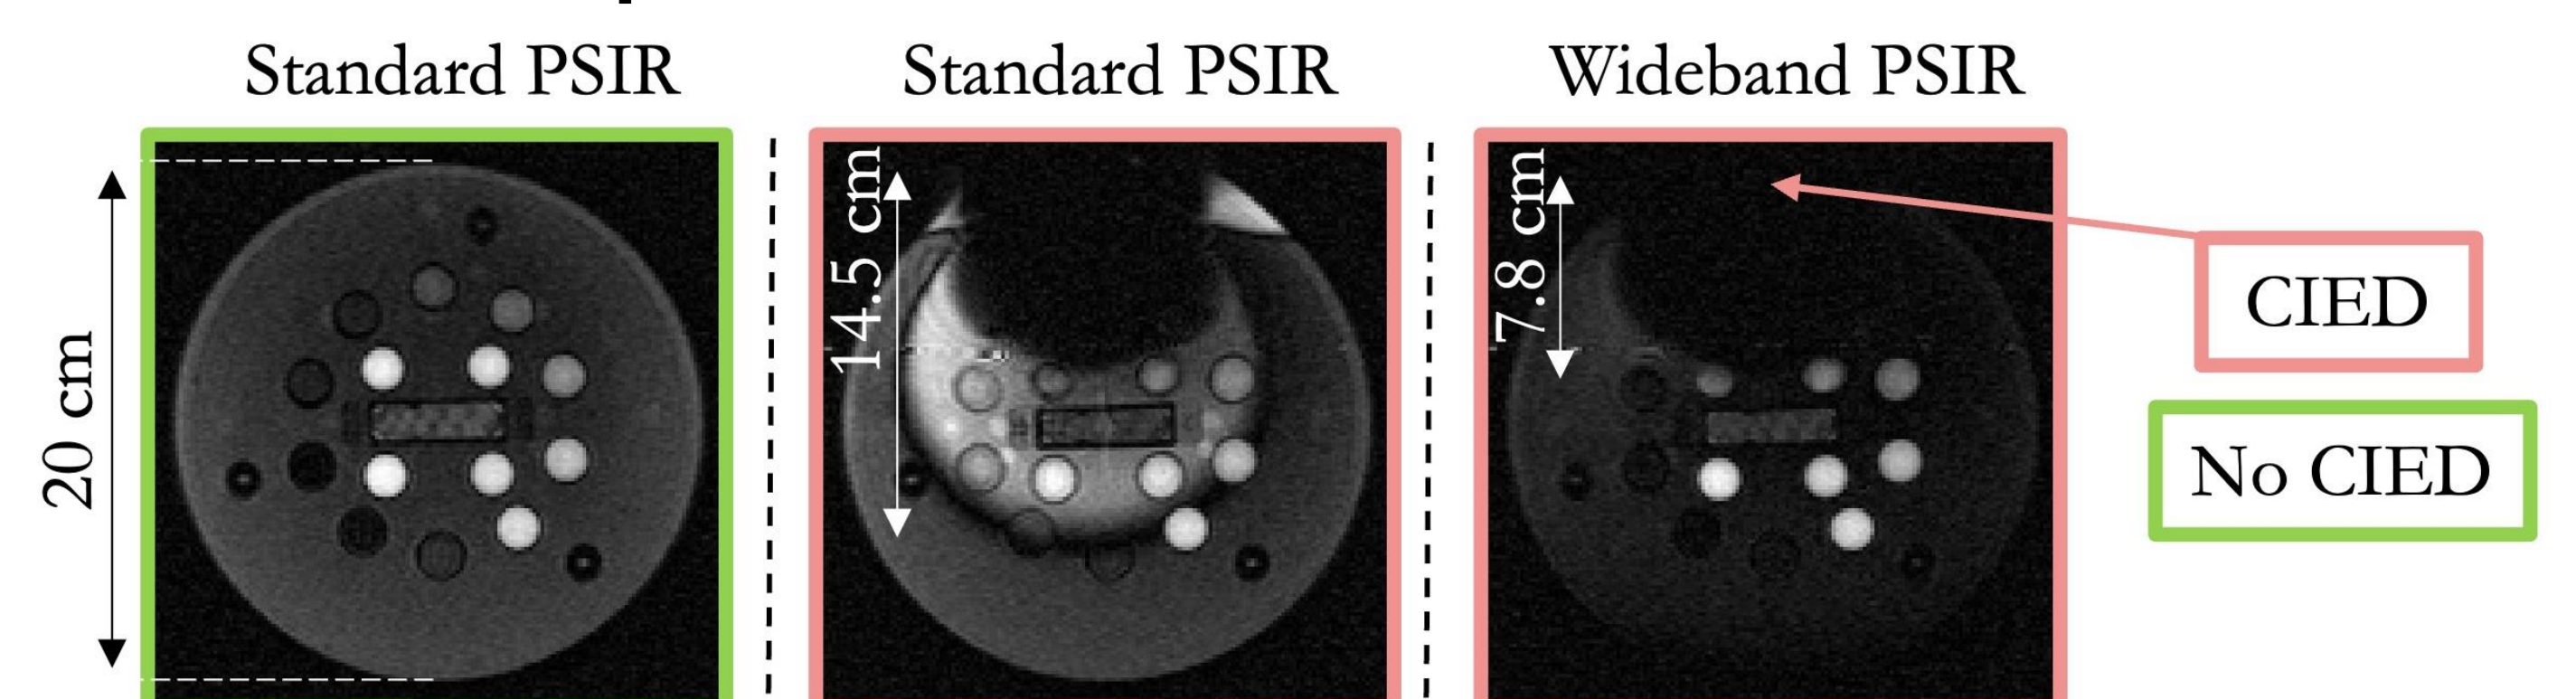 Standard PSIR
Standard PSIR
Wideband PSIR
20 cm
14.5 cm
7.8 cm
CIED
No CIED